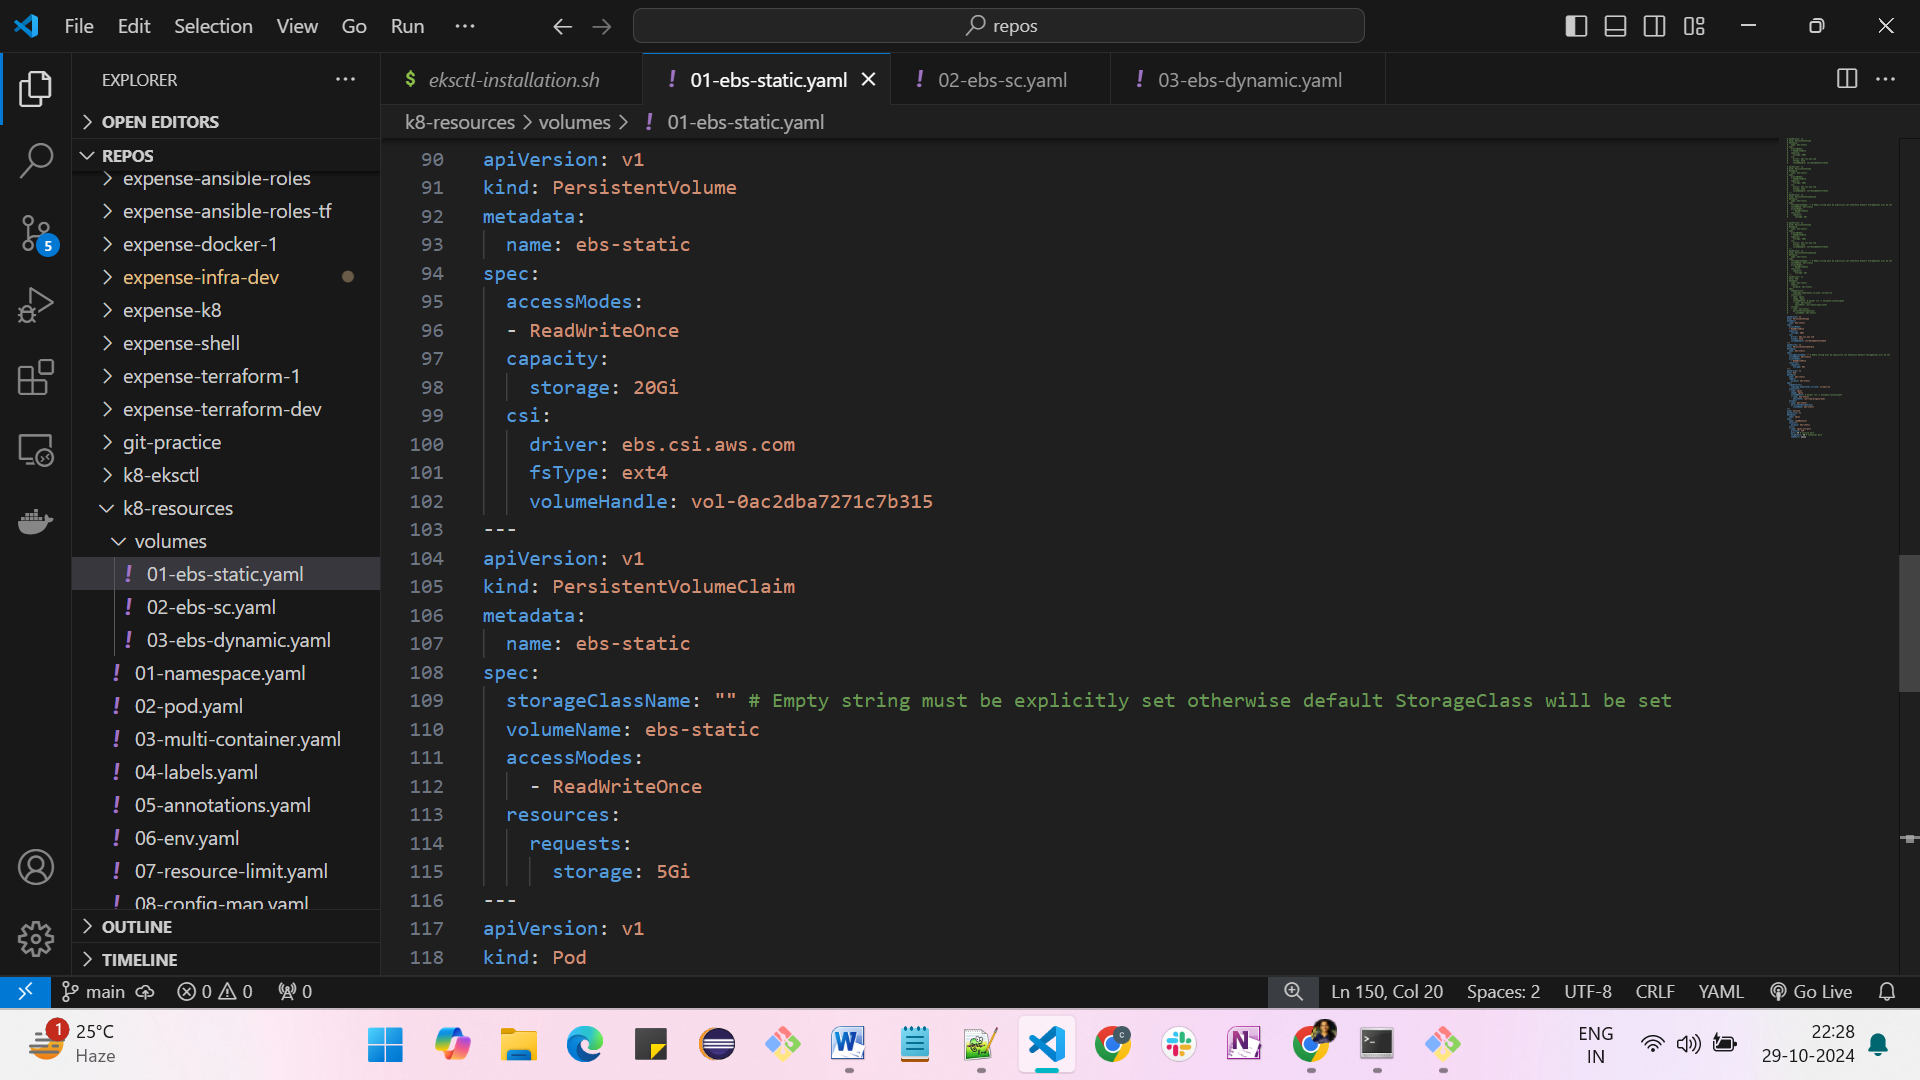 File Edit Selection View Go Run ···
repos
EXPLORER ···
OPEN EDITORS
REPOS
expense-ansible-roles
expense-ansible-roles-tf
expense-docker-1
expense-infra-dev
expense-k8
expense-shell
expense-terraform-1
expense-terraform-dev
git-practice
k8-eksctl
k8-resources
volumes
! 01-ebs-static.yaml
! 02-ebs-sc.yaml
! 03-ebs-dynamic.yaml
! 01-namespace.yaml
! 02-pod.yaml
! 03-multi-container.yaml
! 04-labels.yaml
! 05-annotations.yaml
! 06-env.yaml
! 07-resource-limit.yaml
! 08-config-map.yaml
OUTLINE
TIMELINE
5
$ eksctl-installation.sh ! 01-ebs-static.yaml ! 02-ebs-sc.yaml ! 03-ebs-dynamic.yaml ···
k8-resources > volumes > ! 01-ebs-static.yaml
90 apiVersion: v1
91 kind: PersistentVolume
92 metadata:
93 name: ebs-static
94 spec:
95 accessModes:
96 - ReadWriteOnce
97 capacity:
98 storage: 20Gi
99 csi:
100 driver: ebs.csi.aws.com
101 fsType: ext4
102 volumeHandle: vol-0ac2dba7271c7b315
103 ---
104 apiVersion: v1
105 kind: PersistentVolumeClaim
106 metadata:
107 name: ebs-static
108 spec:
109 storageClassName: "" # Empty string must be explicitly set otherwise default StorageClass will be set
110 volumeName: ebs-static
111 accessModes:
112 - ReadWriteOnce
113 resources:
114 requests:
115 storage: 5Gi
116 ---
117 apiVersion: v1
118 kind: Pod
main 0 0 0 Ln 150, Col 20 Spaces: 2 UTF-8 CRLF YAML Go Live
1
25°C
Haze
ENG
IN
22:28
29-10-2024